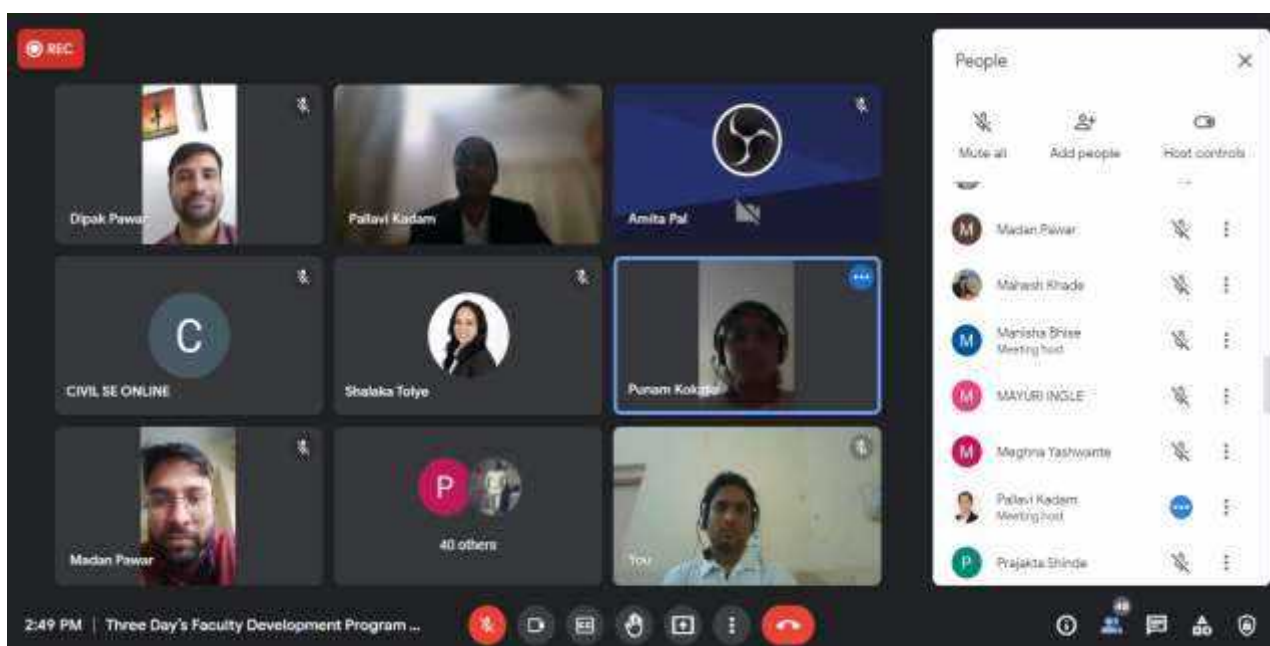 REC
Dipak Pawar
Pallavi Kadam
Amita Pal
C
CIVIL SE ONLINE
Shalaka Tolye
Punam
Madan Pawar
P
40 others
You
2:49 PM | Three Day's Faculty Development Program ...
People
Mute all
Add people
Host controls
M
Madan Pawar
Mahesh Khade
M
Manisha Bhise
Meeting host
M
MAYURI INGLE
M
Meghna Yashwante
Pallavi Kadam
Meeting host
P
Prajakta Shinde
48